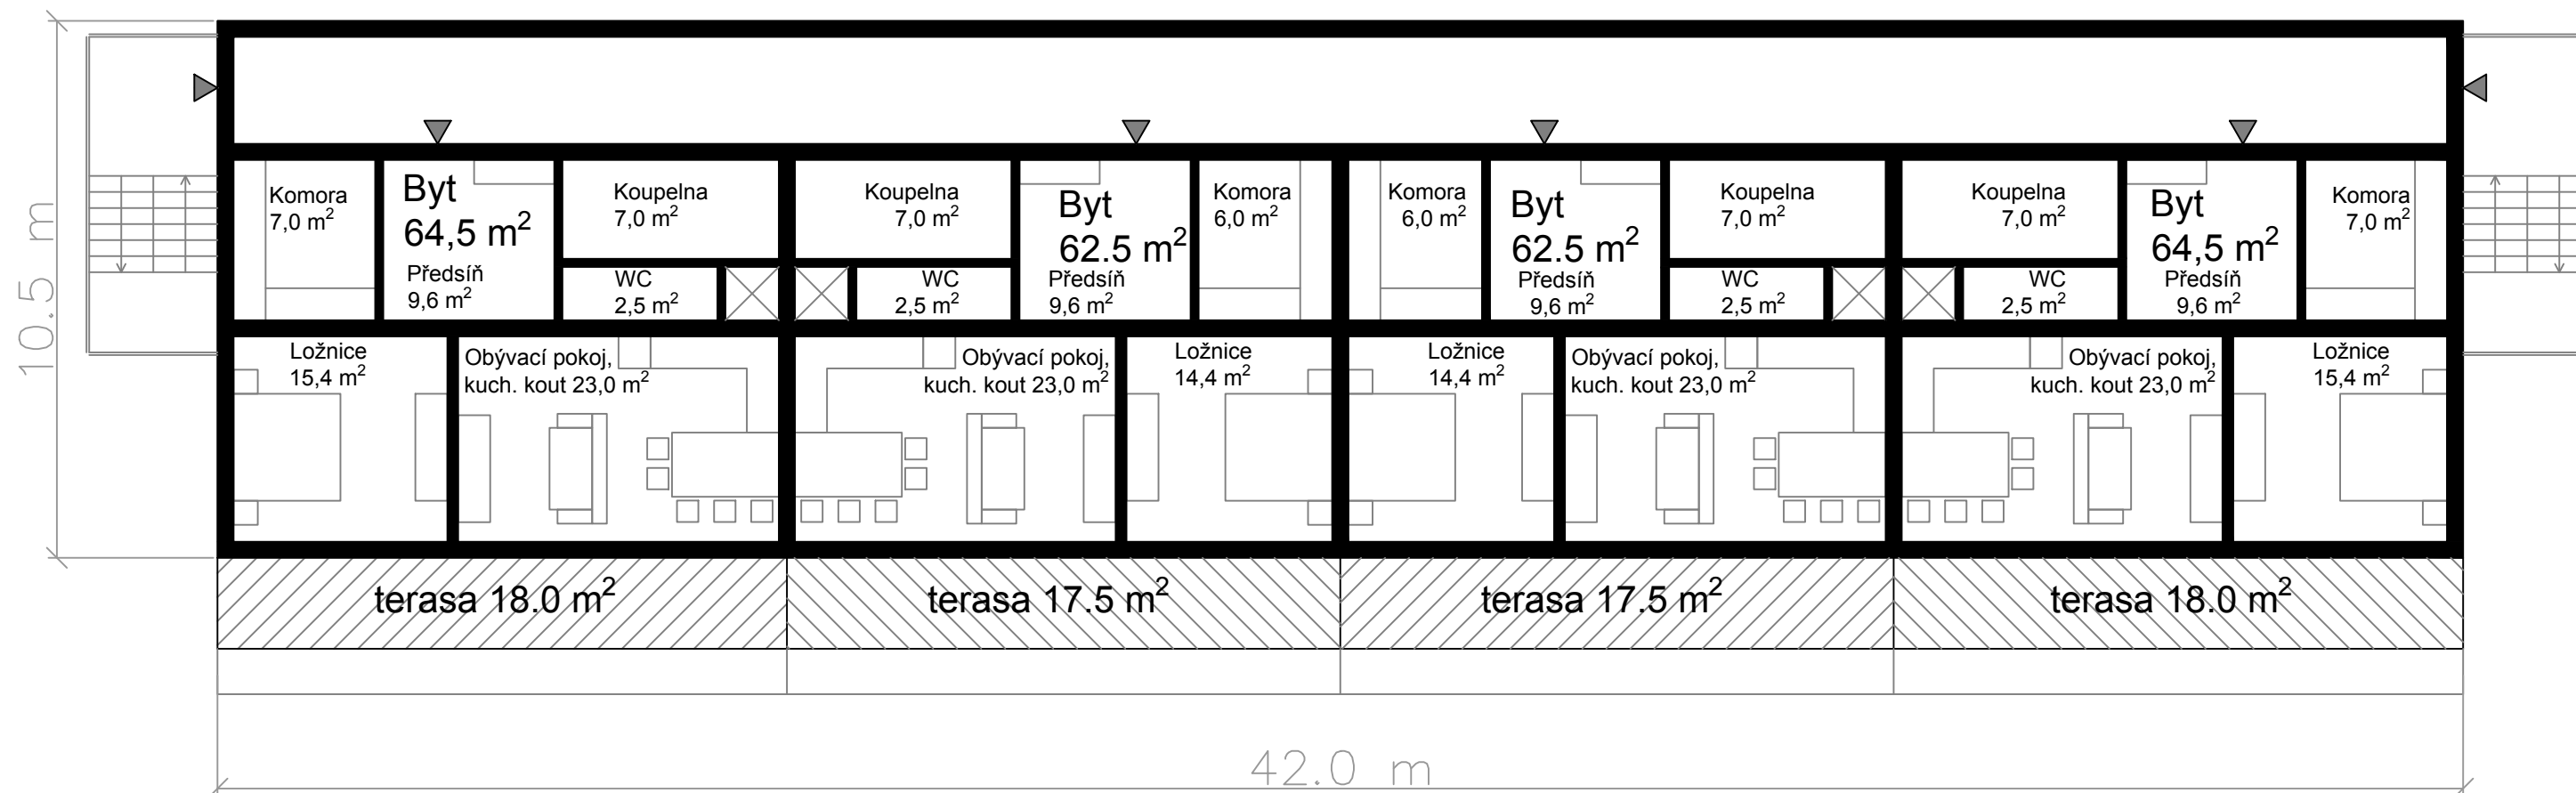 Komora
7,0 m²
Byt
64,5 m²
Předsíň
9,6 m²
Koupelna
7,0 m²
WC
2,5 m²
Koupelna
7,0 m²
WC
2,5 m²
Byt
62.5 m²
Předsíň
9,6 m²
Komora
6,0 m²
Komora
6,0 m²
Byt
62.5 m²
Předsíň
9,6 m²
Koupelna
7,0 m²
WC
2,5 m²
Koupelna
7,0 m²
WC
2,5 m²
Byt
64,5 m²
Předsíň
9,6 m²
Komora
7,0 m²
10.5 m
Ložnice
15,4 m²
Obývací pokoj,
kuch. kout 23,0 m²
Obývací pokoj,
kuch. kout 23,0 m²
Ložnice
14,4 m²
Ložnice
14,4 m²
Obývací pokoj,
kuch. kout 23,0 m²
Obývací pokoj,
kuch. kout 23,0 m²
Ložnice
15,4 m²
terasa 18.0 m²
terasa 17.5 m²
terasa 17.5 m²
terasa 18.0 m²
42.0 m